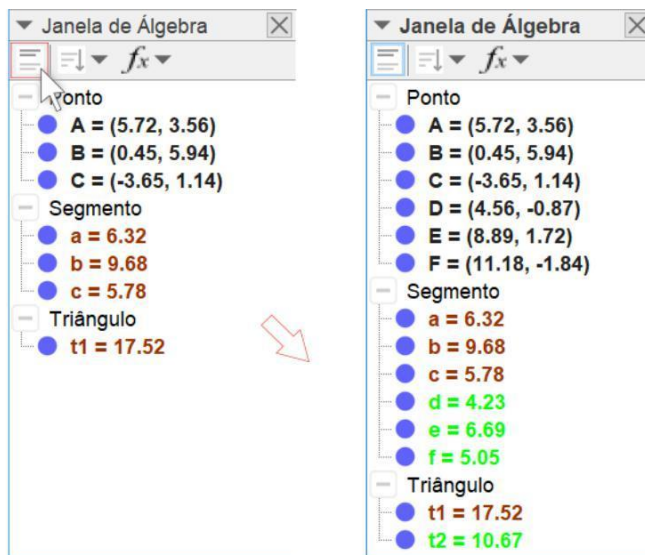 Janela de Álgebra
fx
Ponto
A = (5.72, 3.56)
B = (0.45, 5.94)
C = (-3.65, 1.14)
Segmento
a = 6.32
b = 9.68
c = 5.78
Triângulo
t1 = 17.52
Janela de Álgebra
fx
Ponto
A = (5.72, 3.56)
B = (0.45, 5.94)
C = (-3.65, 1.14)
D = (4.56, -0.87)
E = (8.89, 1.72)
F = (11.18, -1.84)
Segmento
a = 6.32
b = 9.68
c = 5.78
d = 4.23
e = 6.69
f = 5.05
Triângulo
t1 = 17.52
t2 = 10.67